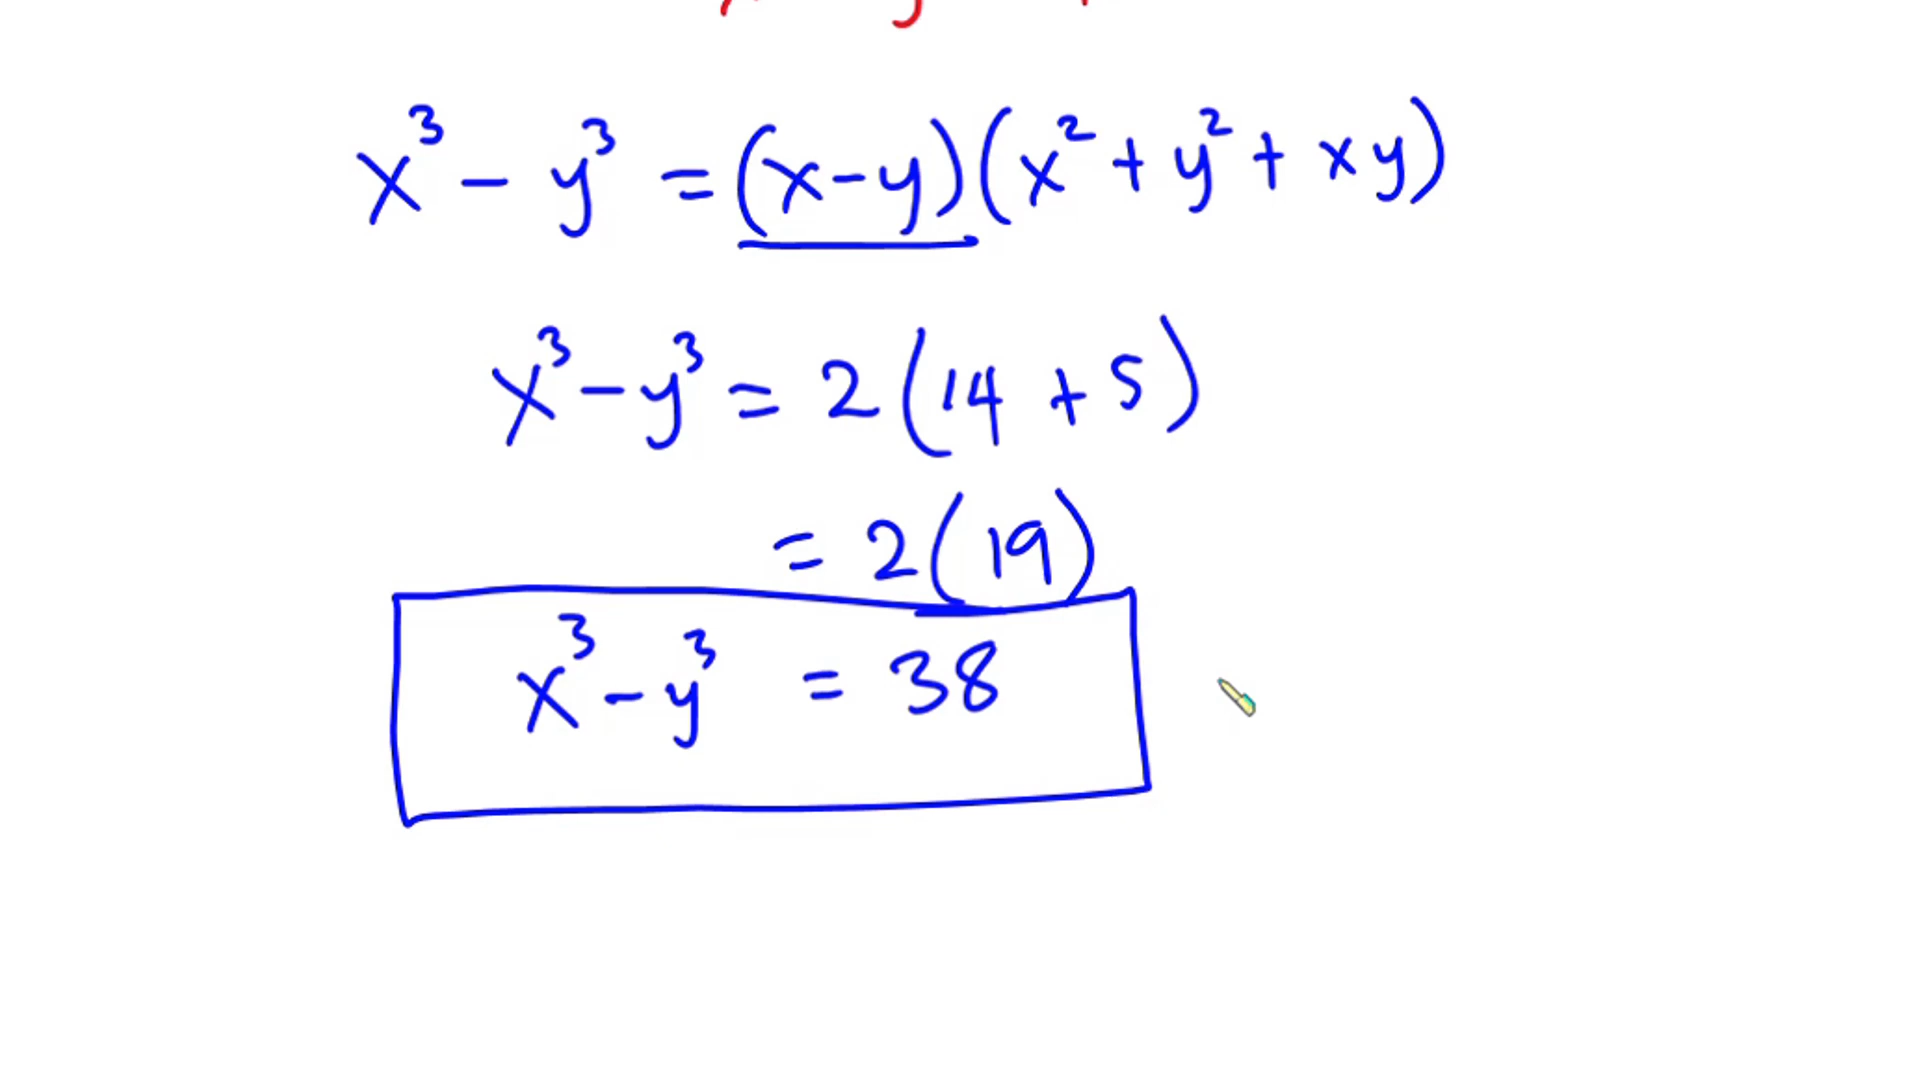 x³ - y³ = (x-y)(x² + y² + xy)
x³ - y³ = 2(14 + 5)
= 2(19)
x³ - y³ = 38